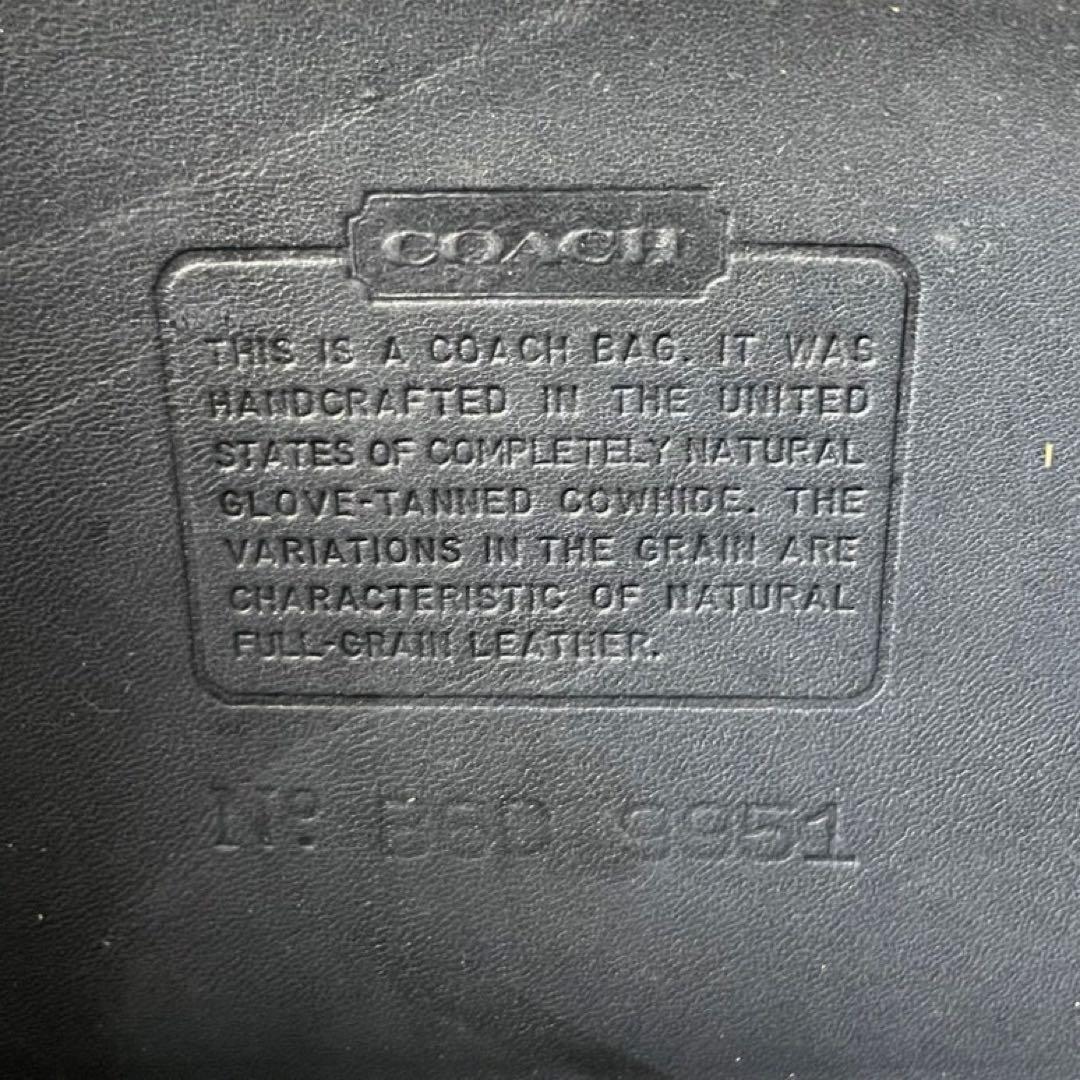 COACH
THIS IS A COACH BAG. IT WAS
HANDCRAFTED IN THE UNITED
STATES OF COMPLETELY NATURAL
GLOVE-TANNED COWHIDE. THE
VARIATIONS IN THE GRAIN ARE
CHARACTERISTIC OF NATURAL
FULL-GRAIN LEATHER.
Nº